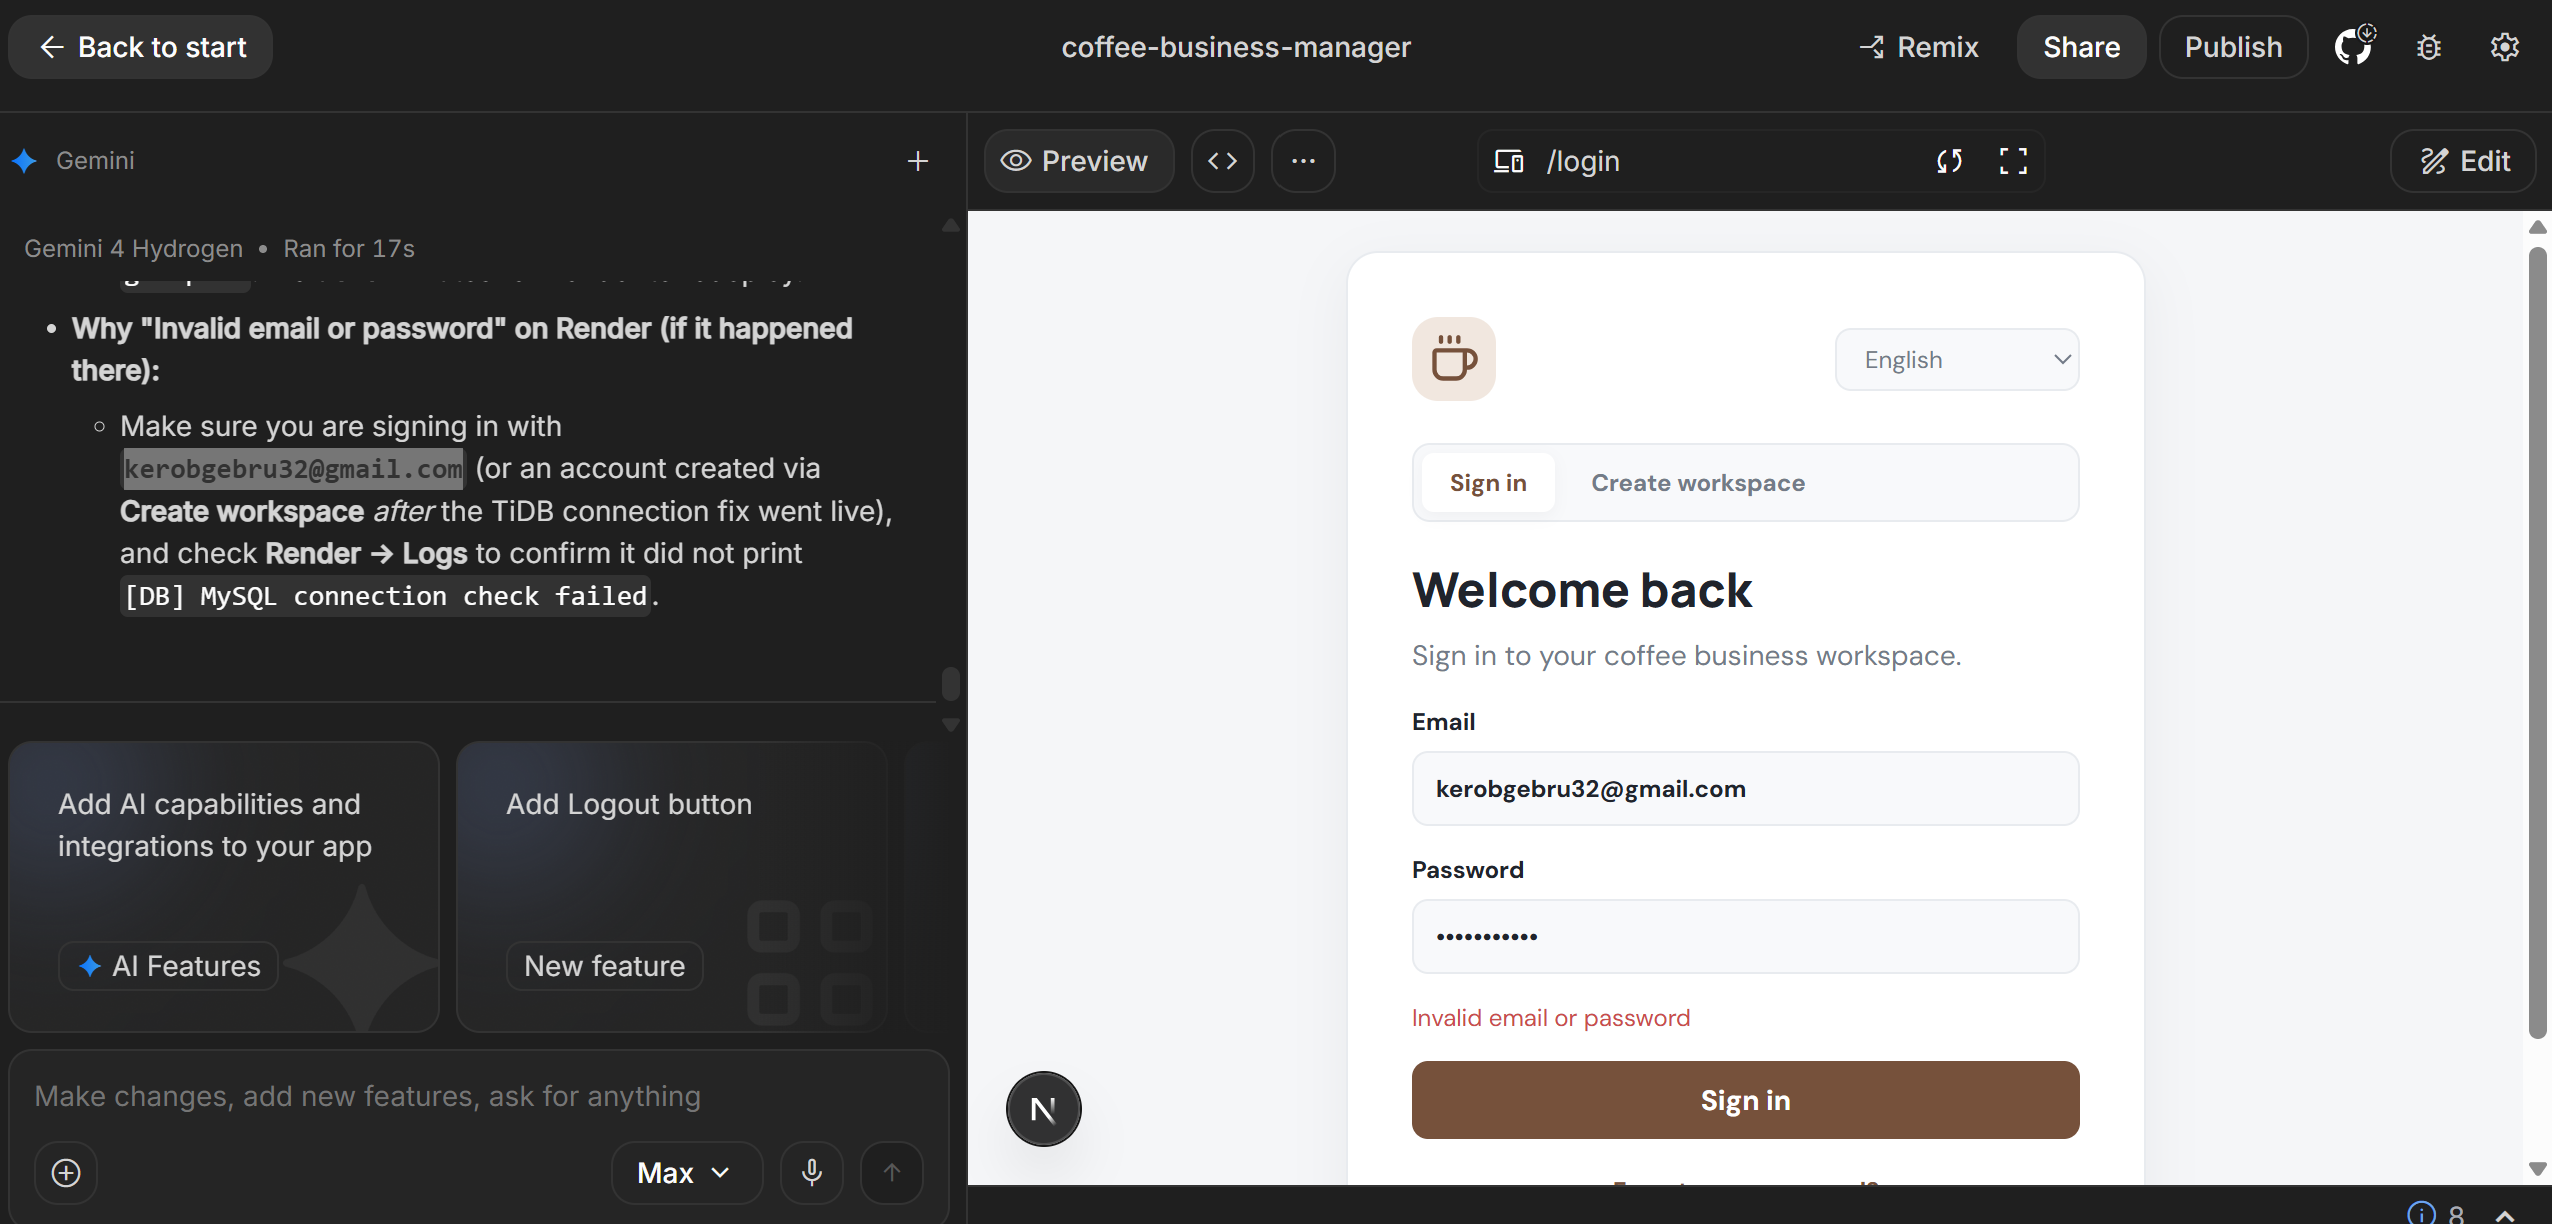 Back to start
coffee-business-manager
Remix
Share
Publish
Gemini
Preview
/login
Edit
Gemini 4 Hydrogen • Ran for 17s
• Why "Invalid email or password" on Render (if it happened
there):
○ Make sure you are signing in with
kerobgebru32@gmail.com (or an account created via
Create workspace after the TiDB connection fix went live),
and check Render → Logs to confirm it did not print
[DB] MySQL connection check failed.
Add AI capabilities and
integrations to your app
AI Features
Add Logout button
New feature
Make changes, add new features, ask for anything
Max
English
Sign in
Create workspace
Welcome back
Sign in to your coffee business workspace.
Email
kerobgebru32@gmail.com
Password
•••••••••••
Invalid email or password
Sign in
N
8